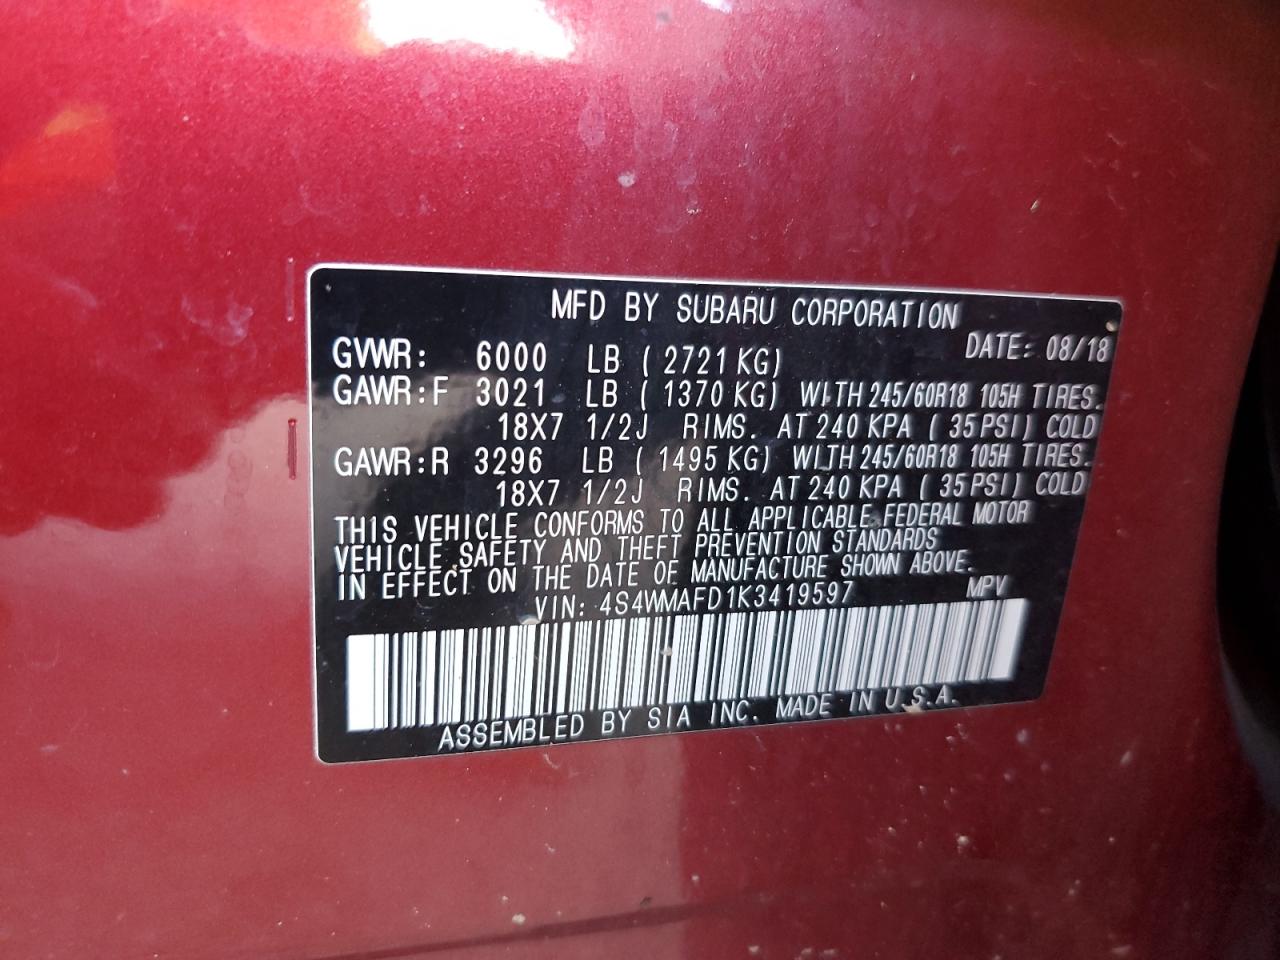 MFD BY SUBARU CORPORATION
DATE: 08/18
GVWR: 6000 LB ( 2721 KG)
GAWR:F 3021 LB ( 1370 KG) WITH 245/60R18 105H TIRES.
18X7 1/2J RIMS. AT 240 KPA ( 35 PSI) COLD
GAWR:R 3296 LB ( 1495 KG) WITH 245/60R18 105H TIRES.
18X7 1/2J RIMS. AT 240 KPA ( 35 PSI) COLD
THIS VEHICLE CONFORMS TO ALL APPLICABLE FEDERAL MOTOR
VEHICLE SAFETY AND THEFT PREVENTION STANDARDS
IN EFFECT ON THE DATE OF MANUFACTURE SHOWN ABOVE.
VIN: 4S4WMAFD1K3419597 MPV
ASSEMBLED BY SIA INC. MADE IN U.S.A.